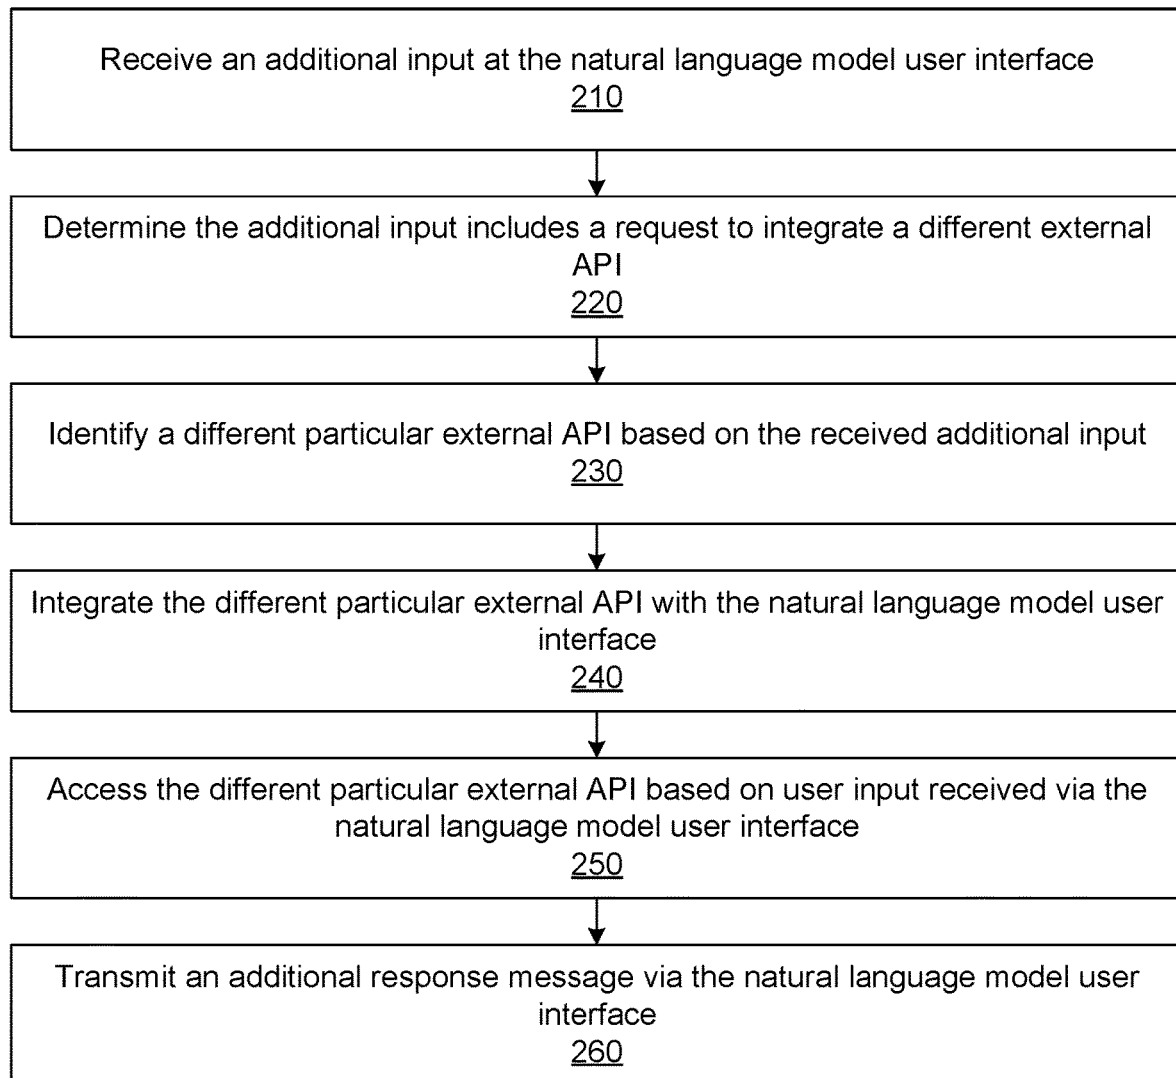 Receive an additional input at the natural language model user interface
210
Determine the additional input includes a request to integrate a different external
API
220
Identify a different particular external API based on the received additional input
230
Integrate the different particular external API with the natural language model user
interface
240
Access the different particular external API based on user input received via the
natural language model user interface
250
Transmit an additional response message via the natural language model user
interface
260